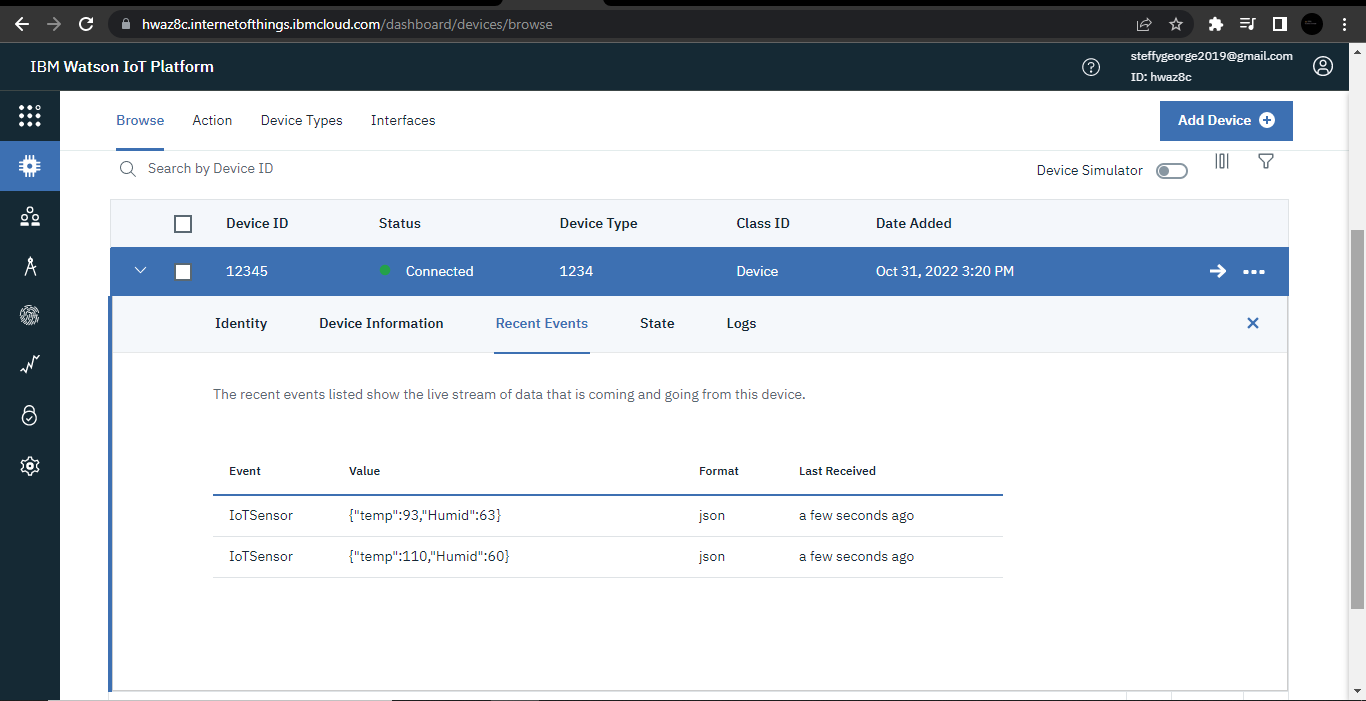 hwaz8c.internetofthings.ibmcloud.com/dashboard/devices/browse
IBM Watson IoT Platform
steffygeorge2019@gmail.com
ID: hwaz8c
Browse Action Device Types Interfaces
Add Device
Search by Device ID
Device Simulator
Device ID Status Device Type Class ID Date Added
12345 Connected 1234 Device Oct 31, 2022 3:20 PM
Identity Device Information Recent Events State Logs
The recent events listed show the live stream of data that is coming and going from this device.
Event Value Format Last Received
IoTSensor {"temp":93,"Humid":63} json a few seconds ago
IoTSensor {"temp":110,"Humid":60} json a few seconds ago